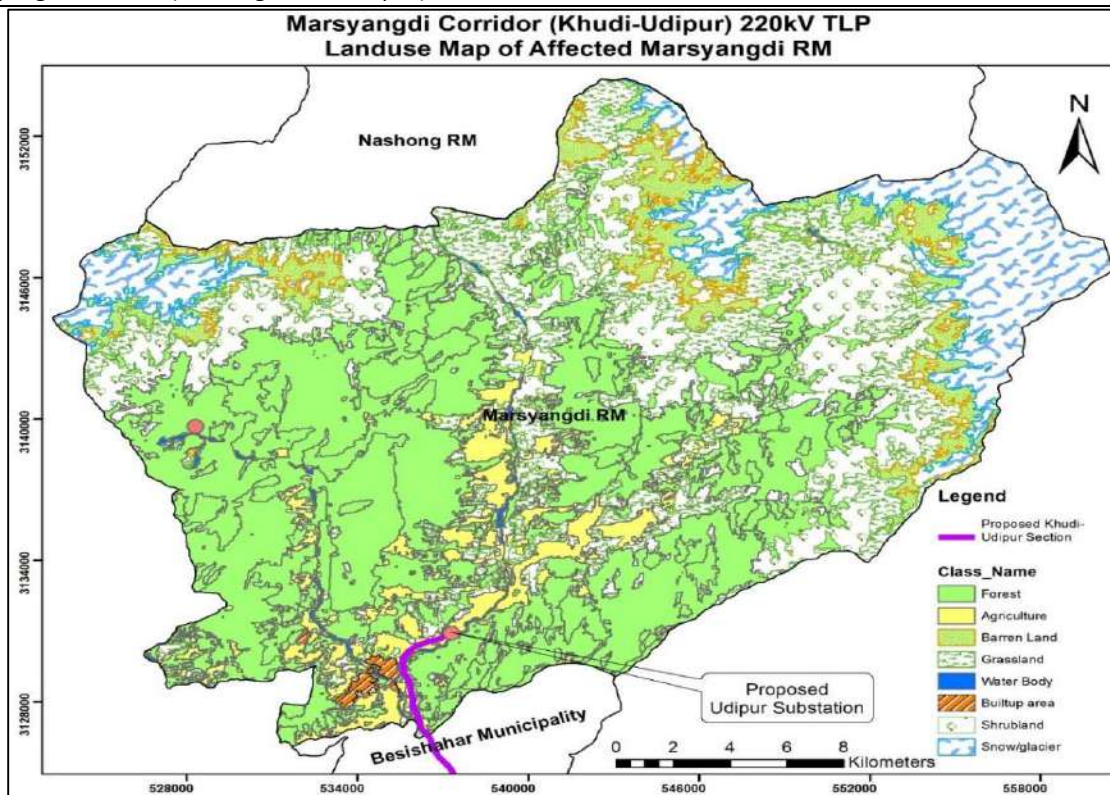 Marsyangdi Corridor (Khudi-Udipur) 220kV TLP
Landuse Map of Affected Marsyangdi RM
N
Nashong RM
Marsyangdi RM
Besishahar Municipality
Proposed
Udipur Substation
Legend
Proposed Khudi-
Udipur Section
Class_Name
Forest
Agriculture
Barren Land
Grassland
Water Body
Builtup area
Shrubland
Snow/glacier
0 2 4 6 8
Kilometers
3152000
3146000
3140000
3134000
3128000
528000 534000 540000 546000 552000 558000